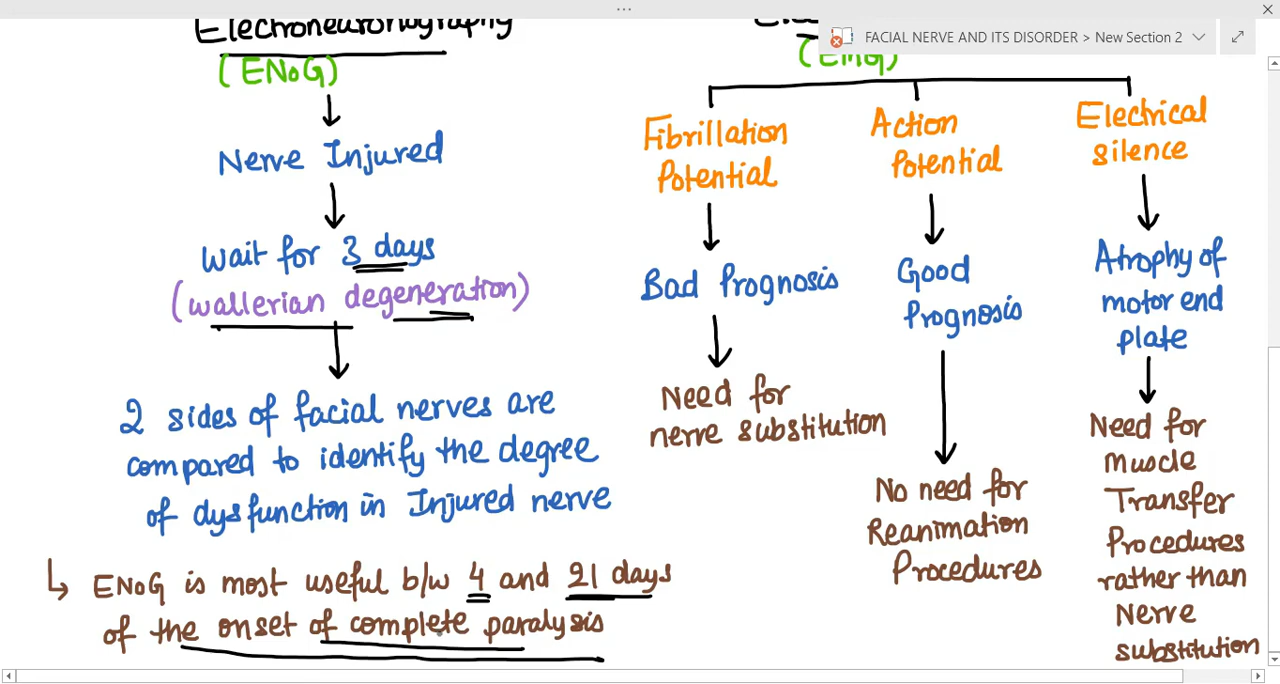 FACIAL NERVE AND ITS DISORDER > New Section 2
Electroneuronography
(ENoG)
Nerve Injured
Wait for 3 days
(wallerian degeneration)
2 sides of facial nerves are
compared to identify the degree
of dysfunction in Injured nerve
↳ ENoG is most useful b/w 4 and 21 days
of the onset of complete paralysis
(EMG)
Fibrillation
Potential
Bad Prognosis
Need for
nerve substitution
Action
Potential
Good
Prognosis
No need for
Reanimation
Procedures
Electrical
silence
Atrophy of
motor end
plate
Need for
Muscle
Transfer
Procedures
rather than
Nerve
substitution